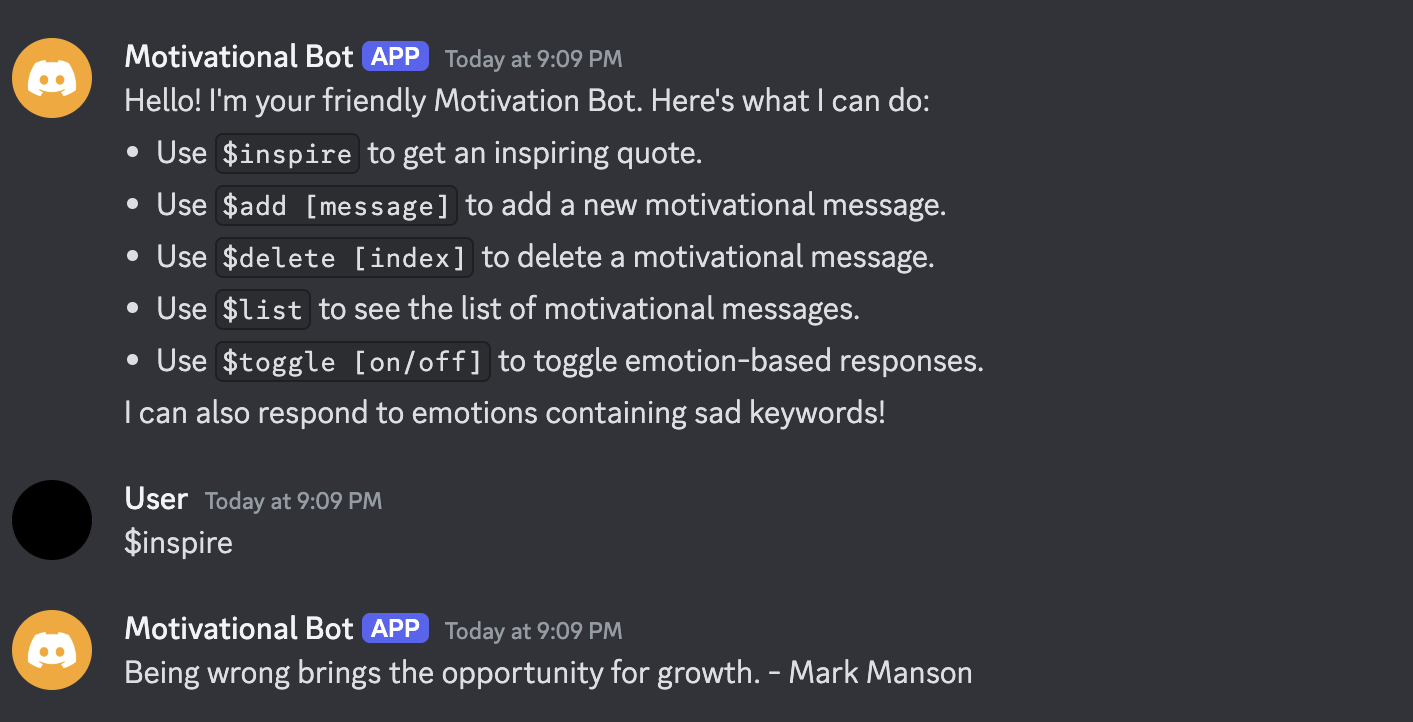 Motivational Bot APP Today at 9:09 PM
Hello! I'm your friendly Motivation Bot. Here's what I can do:
• Use $inspire to get an inspiring quote.
• Use $add [message] to add a new motivational message.
• Use $delete [index] to delete a motivational message.
• Use $list to see the list of motivational messages.
• Use $toggle [on/off] to toggle emotion-based responses.
I can also respond to emotions containing sad keywords!
User Today at 9:09 PM
$inspire
Motivational Bot APP Today at 9:09 PM
Being wrong brings the opportunity for growth. - Mark Manson